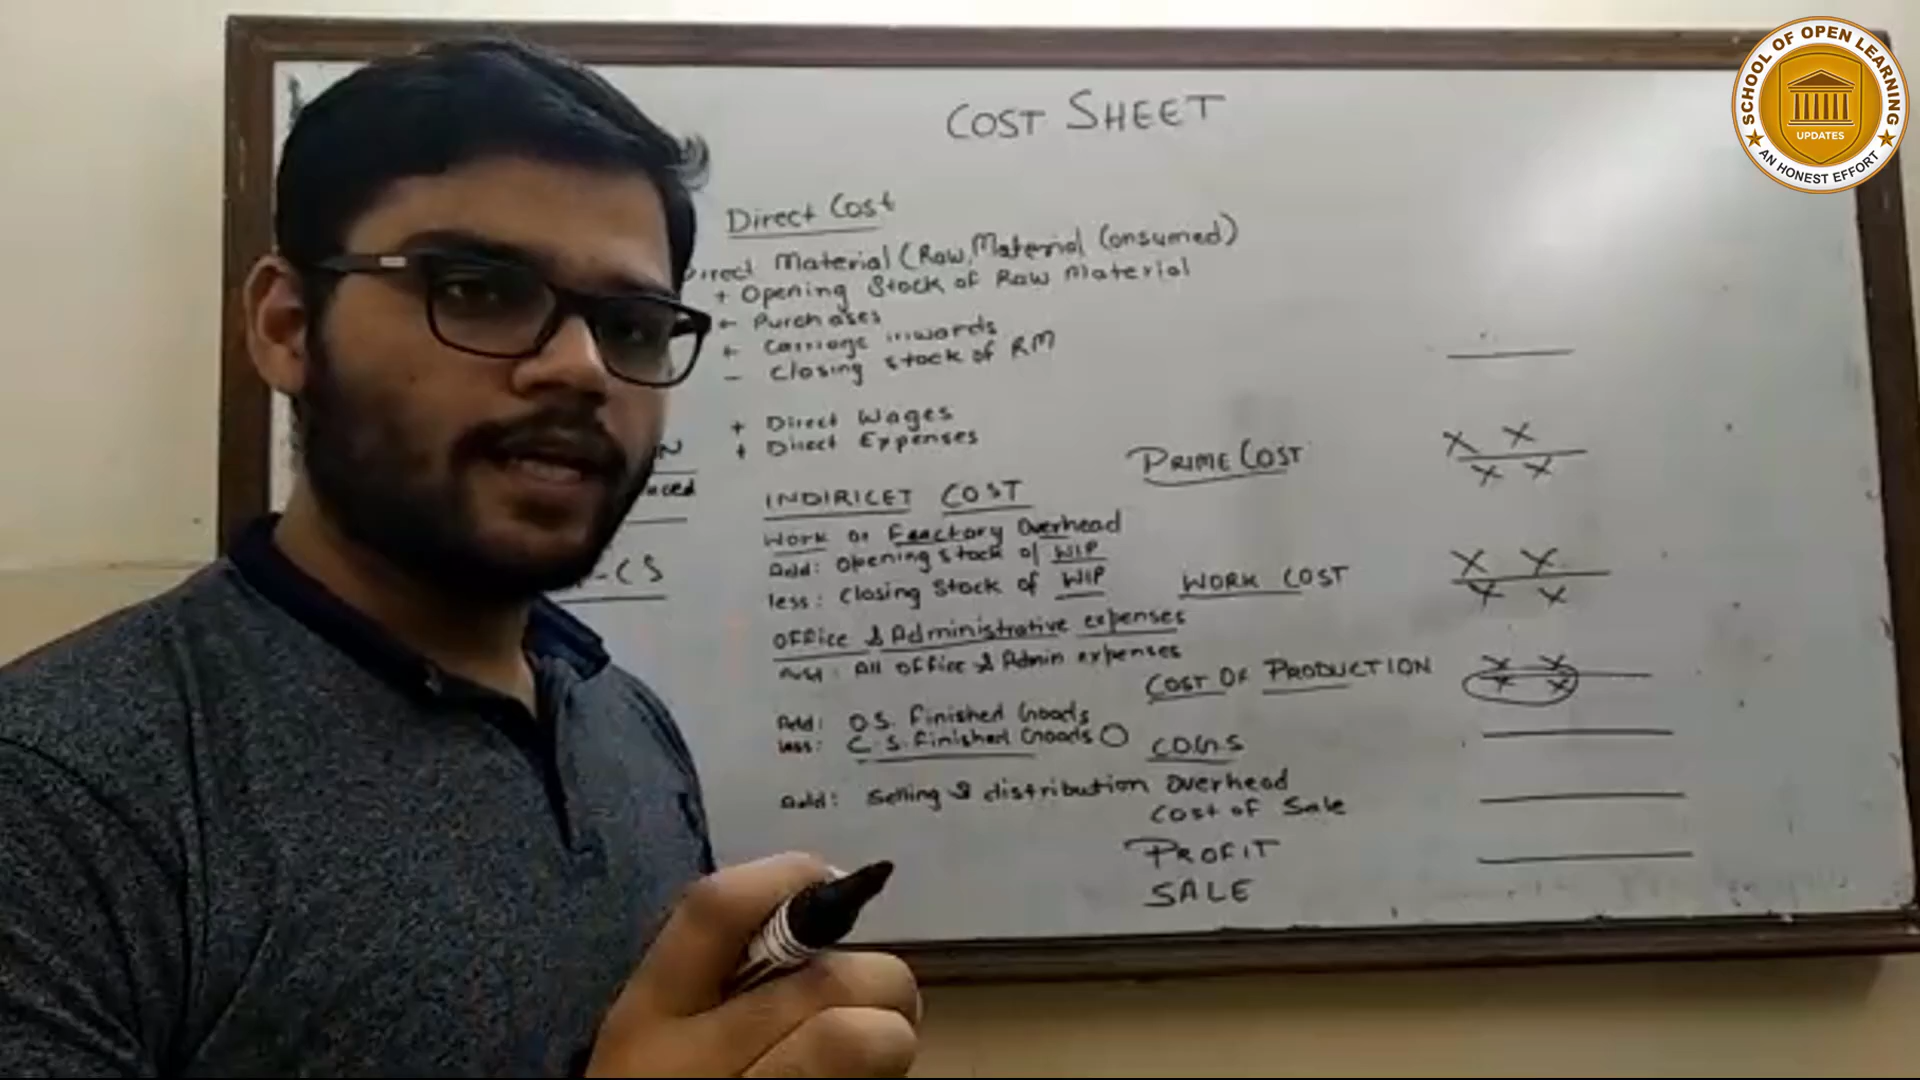 SCHOOL OF OPEN LEARNING
UPDATES
AN HONEST EFFORT
COST SHEET
Direct Cost
Direct Material (Raw Material Consumed)
+ Opening Stock of Raw Material
+ Purchases
+ Carriage inwards
- Closing stock of RM
+ Direct Wages
+ Direct Expenses
PRIME COST
X X
X X
INDIRICET COST
Work or Feactory Overhead
Add: Opening stock of WIP
less: Closing Stock of WIP
WORK COST
X X
X X
OFFice & Administrative expenses
All office & Admin expenses
COST OF PRODUCTION
X X
X X
Add: O.S. Finished Goods
less: C.S. Finished Goods
COGS
Add: Selling & distribution Overhead
Cost of Sale
PROFIT
SALE
-CS